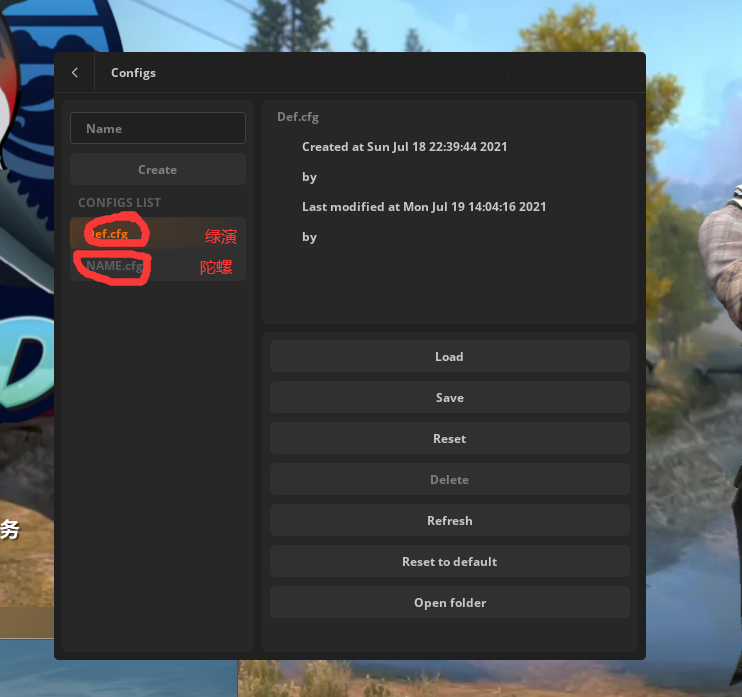 Configs
Name
Create
CONFIGS LIST
Def.cfg 绿演
NAME.cfg 陀螺
Def.cfg
Created at Sun Jul 18 22:39:44 2021
by
Last modified at Mon Jul 19 14:04:16 2021
by
Load
Save
Reset
Delete
Refresh
Reset to default
Open folder
务